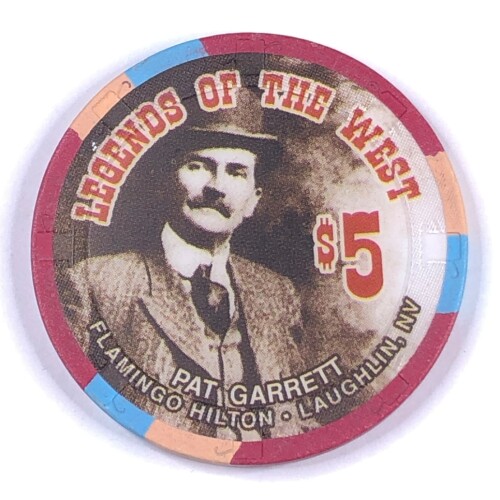 LEGENDS OF THE WEST
$5
PAT GARRETT
FLAMINGO HILTON • LAUGHLIN, NV